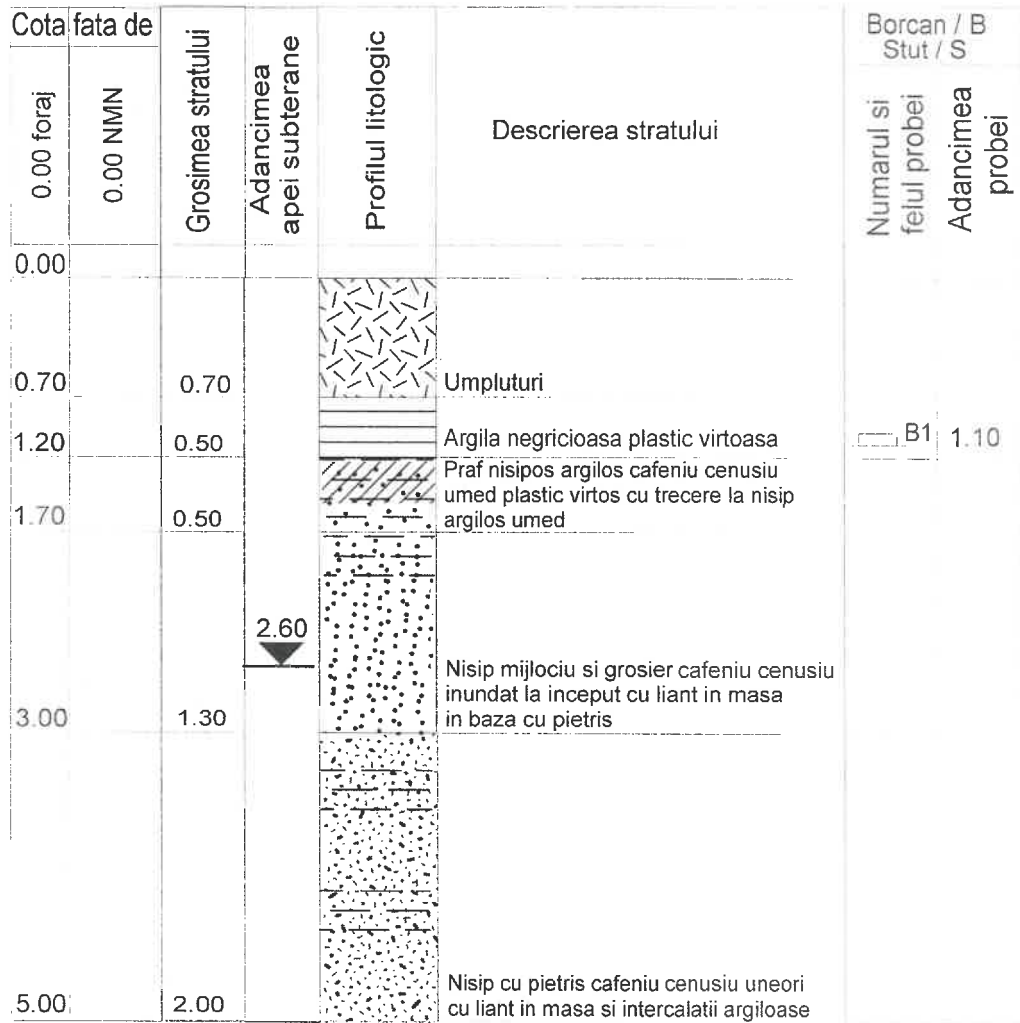 Cota fata de
0.00 foraj
0.00 NMN
Grosimea stratului
Adancimea
apei subterane
Profilul litologic
Descrierea stratului
Borcan / B
Stut / S
Numarul si
felul probei
Adancimea
probei
0.00
0.70 0.70 Umpluturi
1.20 0.50 Argila negricioasa plastic virtoasa B1 1.10
Praf nisipos argilos cafeniu cenusiu
umed plastic virtos cu trecere la nisip
1.70 0.50 argilos umed
2.60
Nisip mijlociu si grosier cafeniu cenusiu
inundat la inceput cu liant in masa
3.00 1.30 in baza cu pietris
Nisip cu pietris cafeniu cenusiu uneori
5.00 2.00 cu liant in masa si intercalatii argiloase